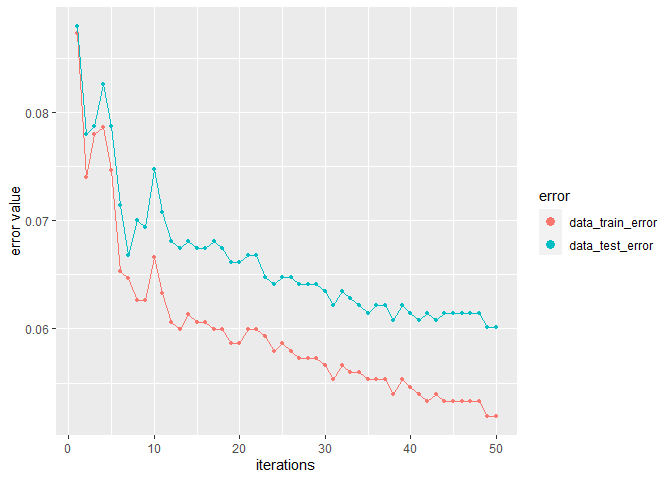 error value
0.08
0.07
0.06
0
10
20
30
40
50
iterations
error
data_train_error
data_test_error